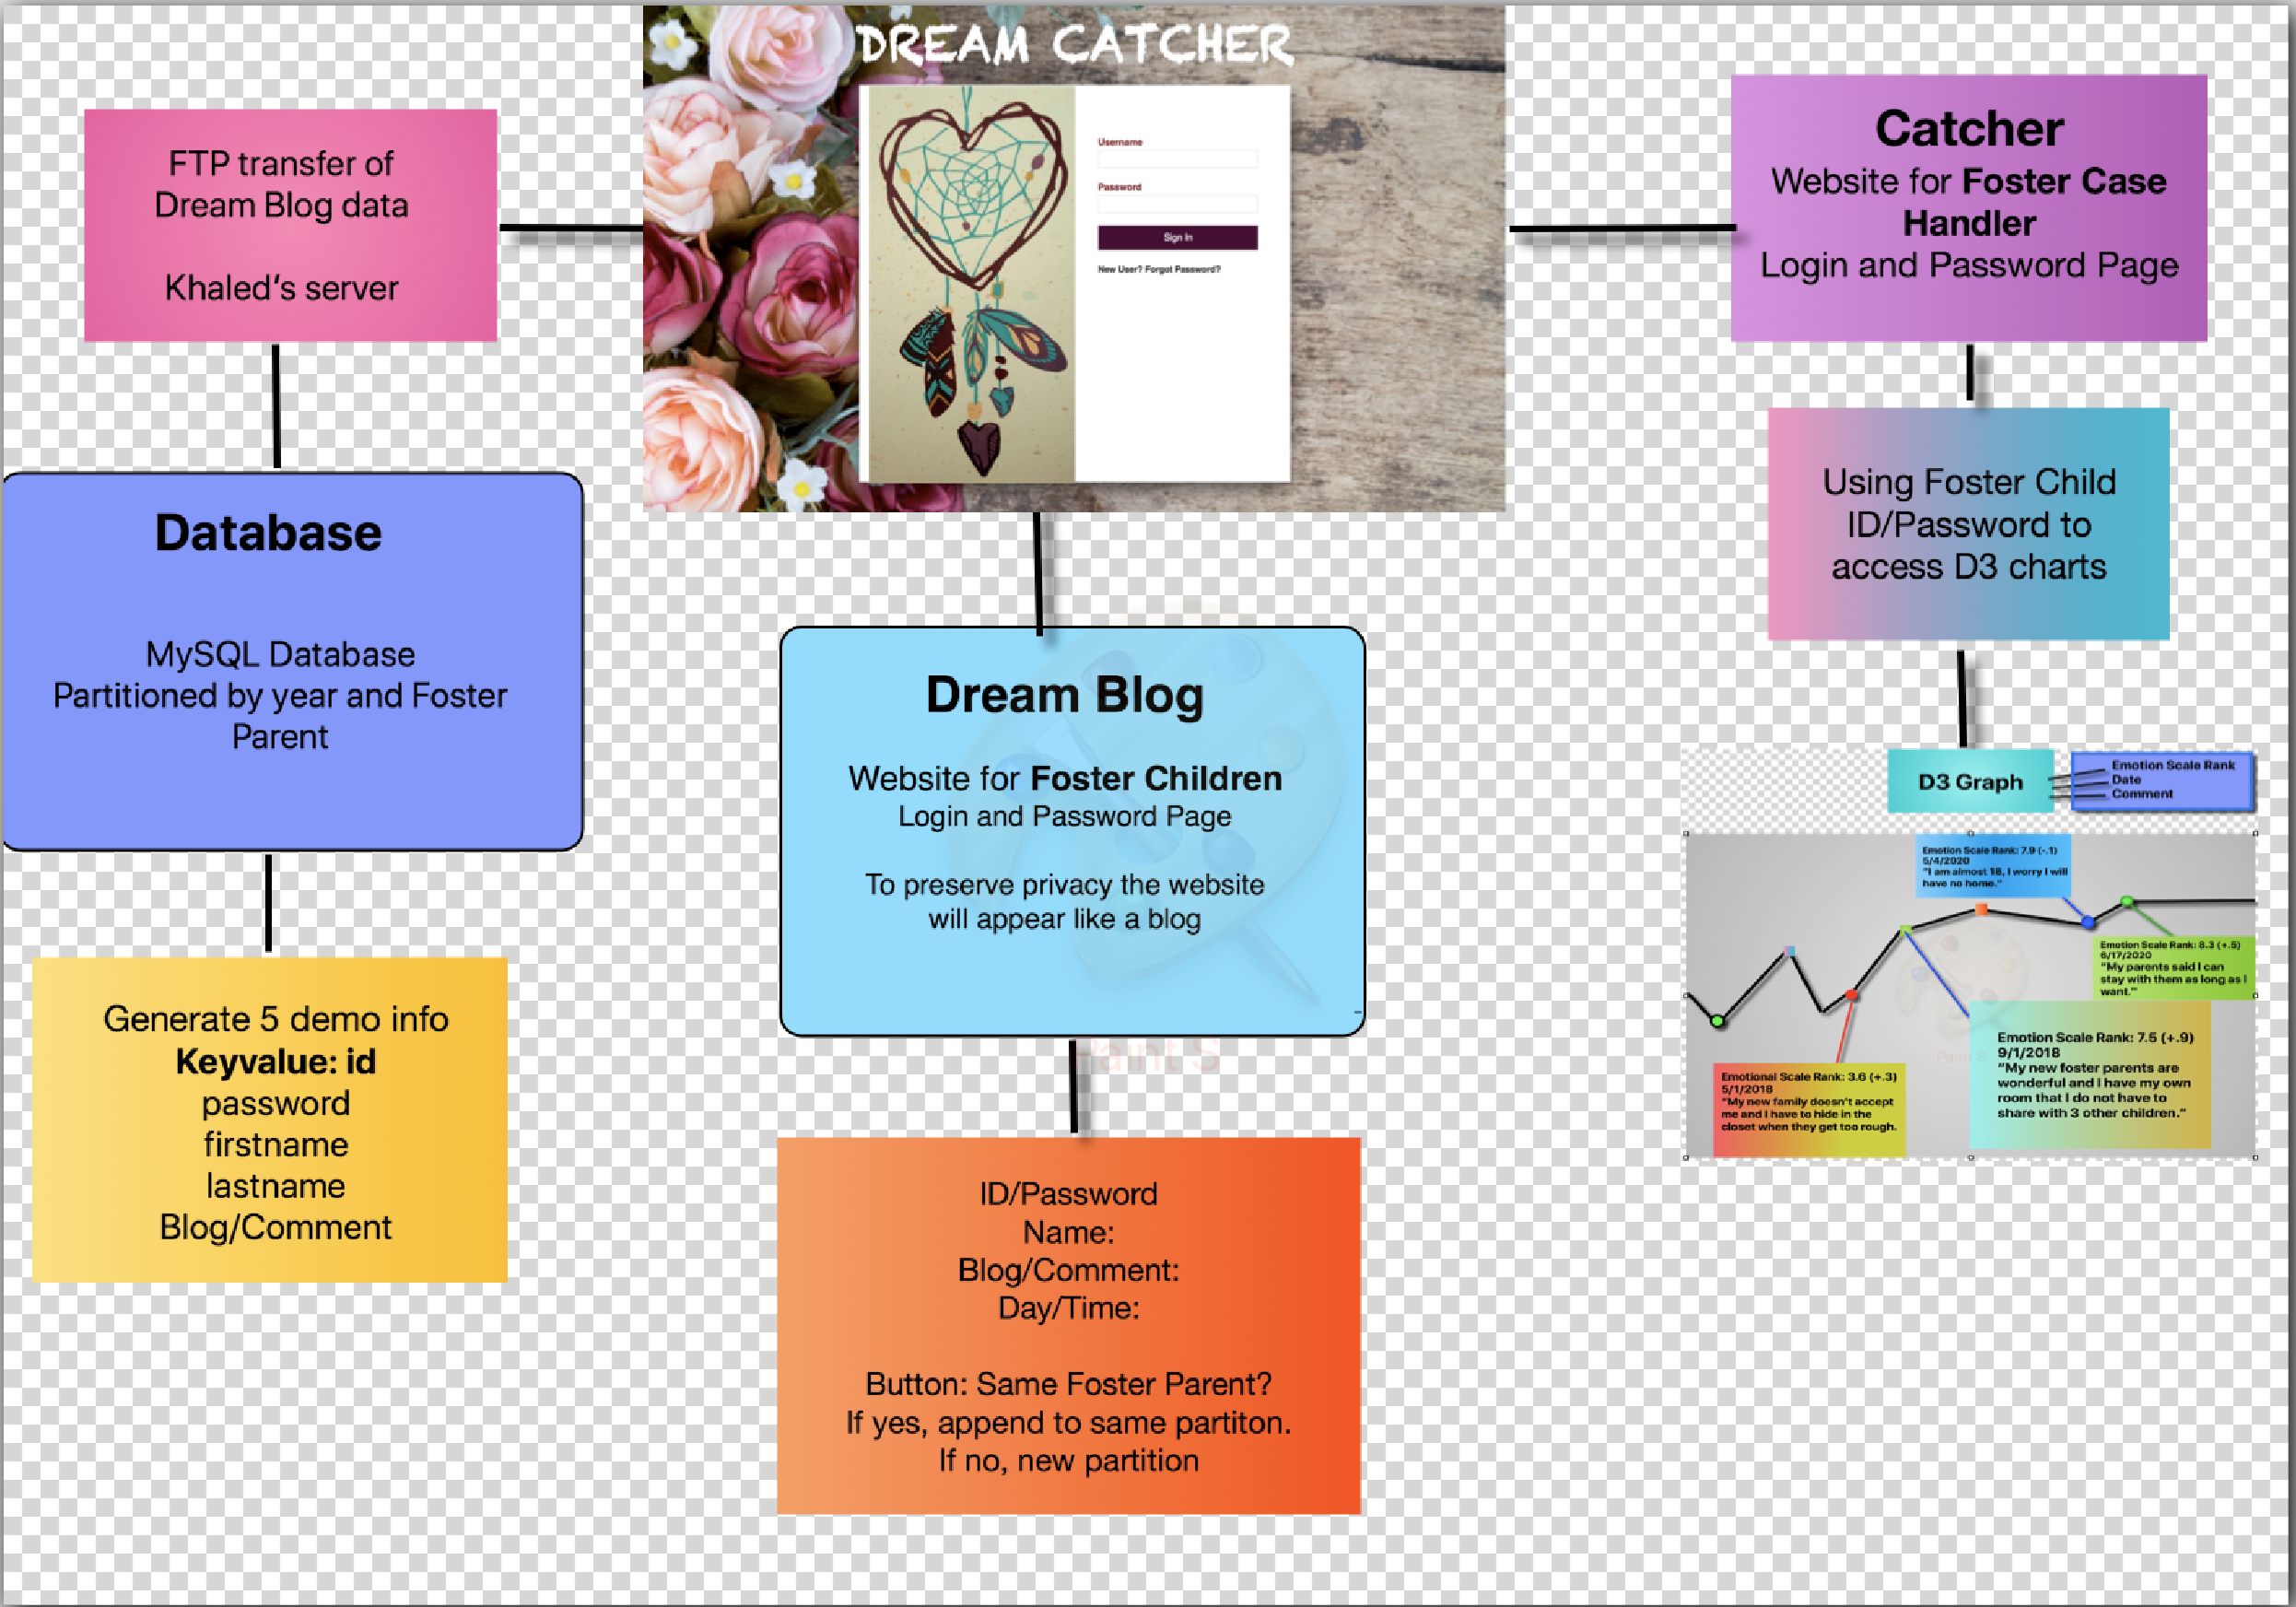 DREAM CATCHER
Username
Password
Sign In
New User? Forgot Password?
FTP transfer of
Dream Blog data
Khaled's server
Database
MySQL Database
Partitioned by year and Foster
Parent
Generate 5 demo info
Keyvalue: id
password
firstname
lastname
Blog/Comment
Dream Blog
Website for Foster Children
Login and Password Page
To preserve privacy the website
will appear like a blog
Paint S
ID/Password
Name:
Blog/Comment:
Day/Time:
Button: Same Foster Parent?
If yes, append to same partiton.
If no, new partition
Catcher
Website for Foster Case
Handler
Login and Password Page
Using Foster Child
ID/Password to
access D3 charts
D3 Graph
Emotion Scale Rank
Date
Comment
Emotion Scale Rank: 7.9 (-.1)
5/4/2020
"I am almost 18, I worry I will
have no home."
Emotion Scale Rank: 8.3 (+.5)
6/17/2020
"My parents said I can
stay with them as long as I
want."
Emotion Scale Rank: 7.5 (+.9)
9/1/2018
"My new foster parents are
wonderful and I have my own
room that I do not have to
share with 3 other children."
Paint S
Emotional Scale Rank: 3.6 (+.3)
5/1/2018
"My new family doesn't accept
me and I have to hide in the
closet when they get too rough.